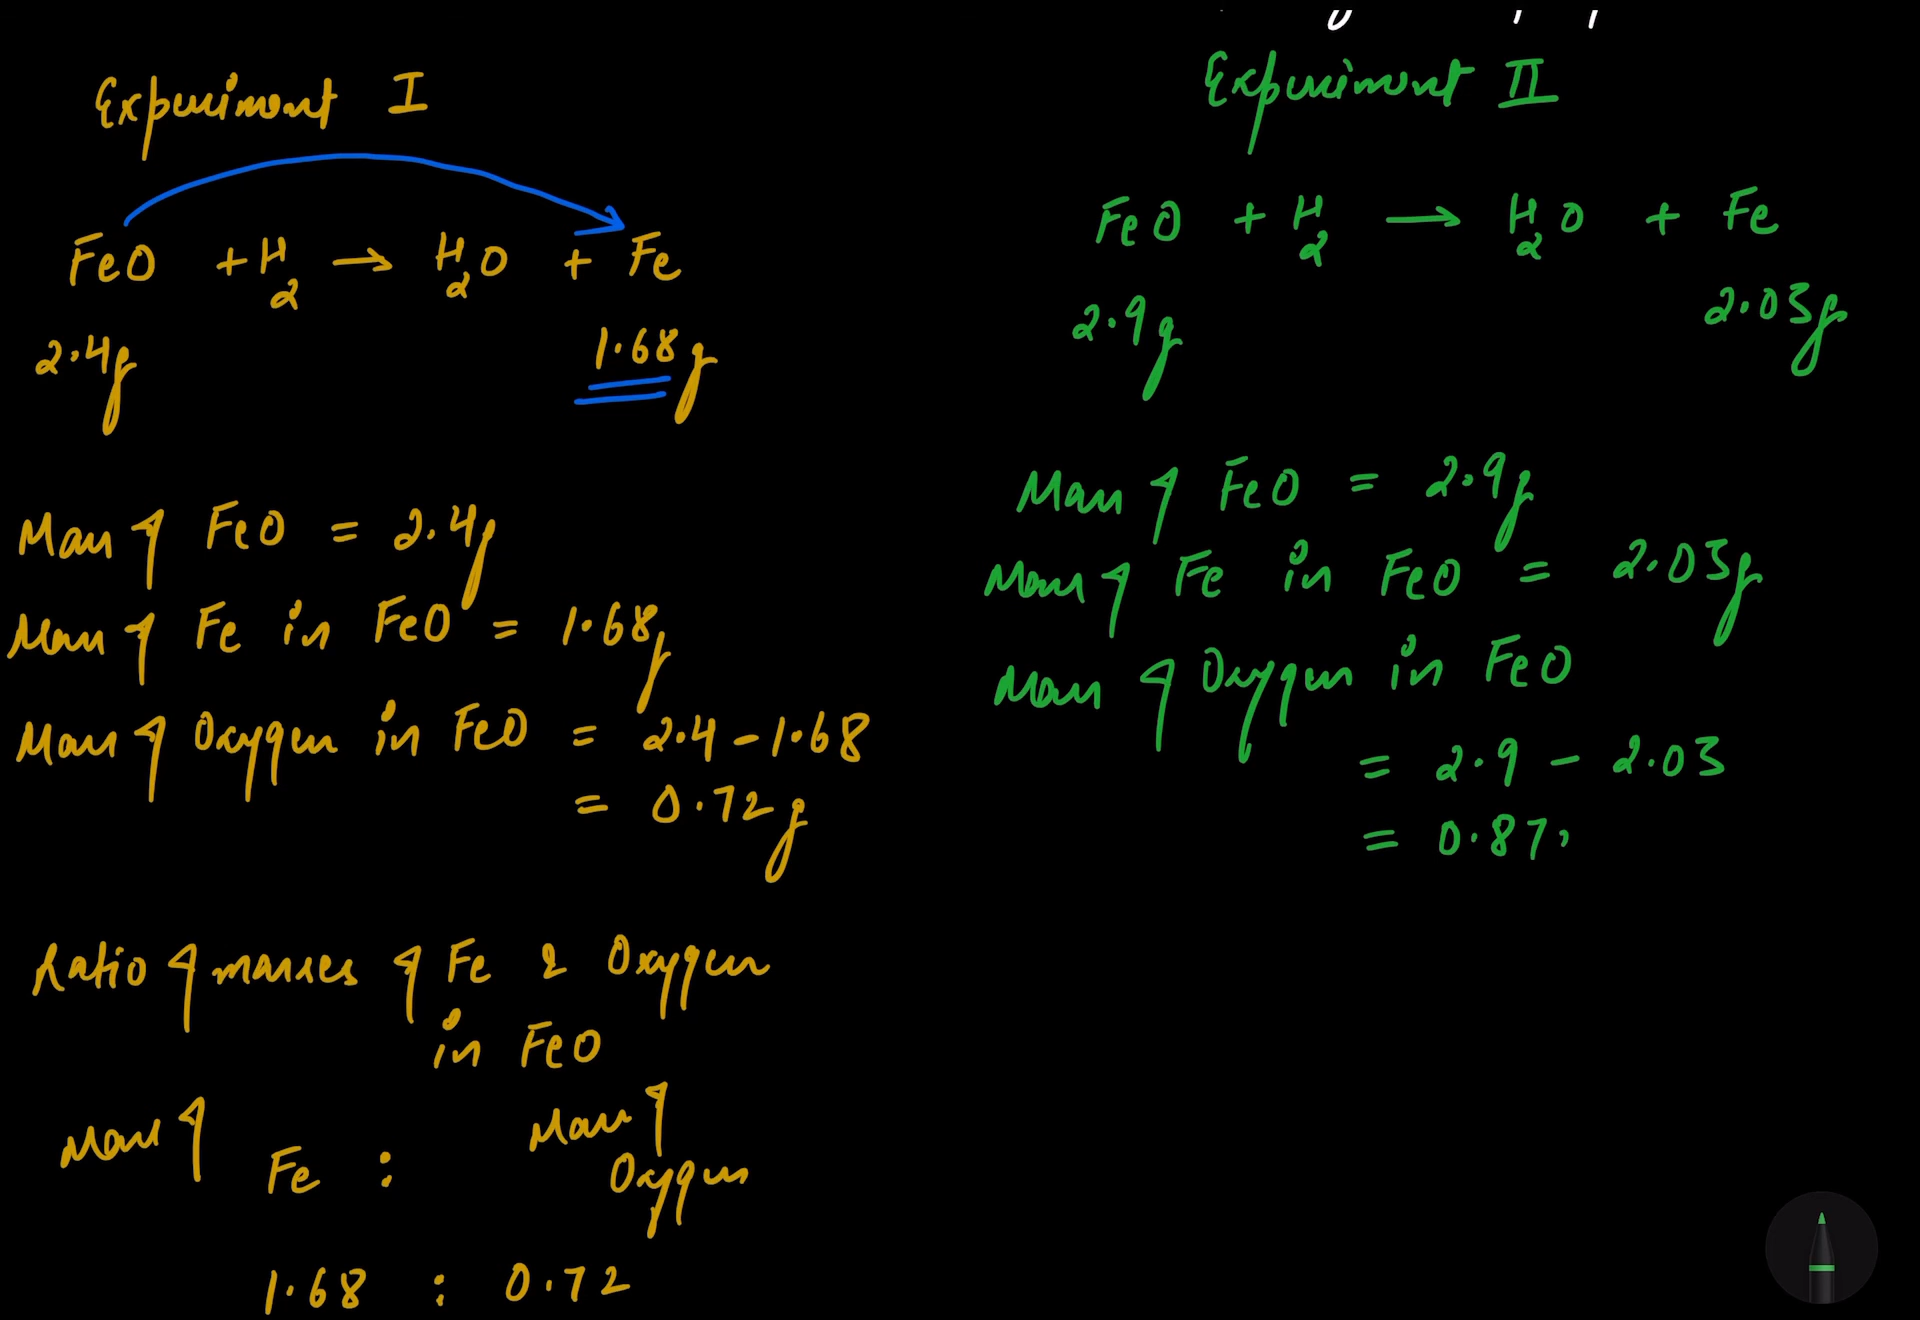 Experiment I
FeO + H2 → H2O + Fe
2.4g 1.68g
Mass of FeO = 2.4g
Mass of Fe in FeO = 1.68g
Mass of Oxygen in FeO = 2.4 - 1.68
= 0.72g
Ratio of masses of Fe & Oxygen
in FeO
Mass of Fe : Mass of Oxygen
1.68 : 0.72
Experiment II
FeO + H2 → H2O + Fe
2.9g 2.03g
Mass of FeO = 2.9g
Mass of Fe in FeO = 2.03g
Mass of Oxygen in FeO
= 2.9 - 2.03
= 0.87